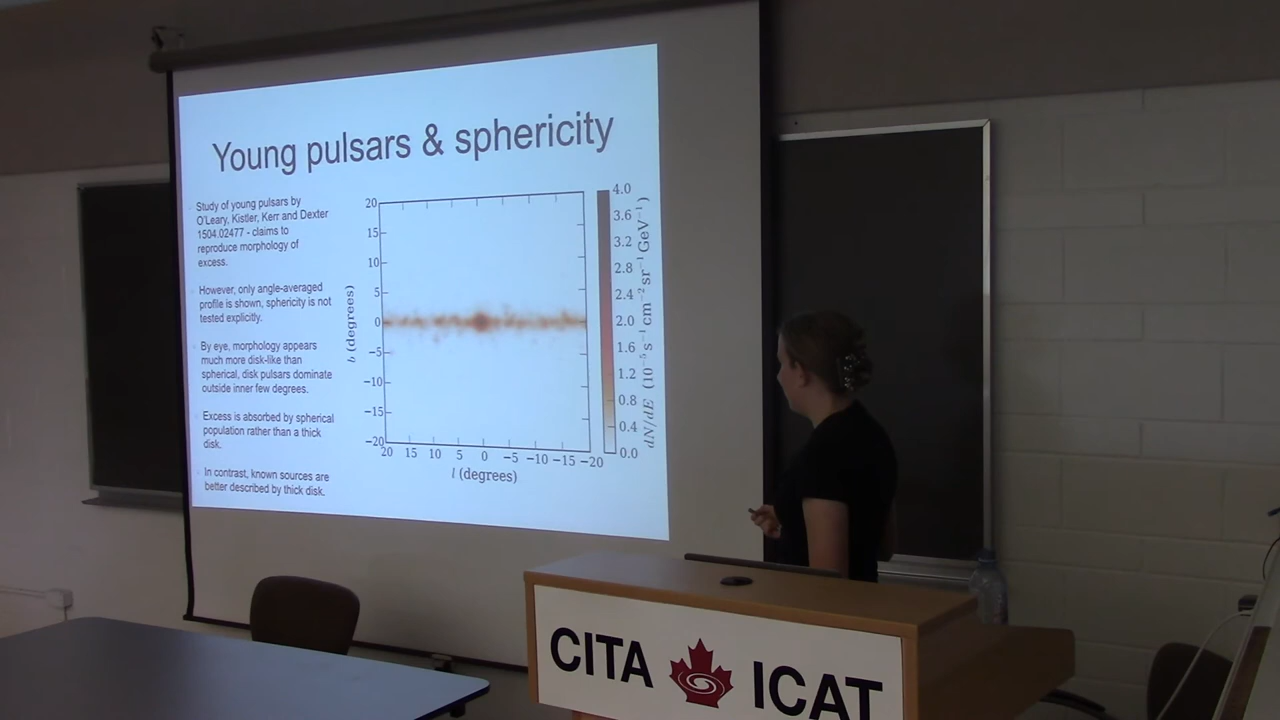 Young pulsars & sphericity
Study of young pulsars by
O'Leary, Kistler, Kerr and Dexter
1504.02477 - claims to
reproduce morphology of
excess.
However, only angle-averaged
profile is shown, sphericity is not
tested explicitly.
By eye, morphology appears
much more disk-like than
spherical, disk pulsars dominate
outside inner few degrees.
Excess is absorbed by spherical
population rather than a thick
disk.
In contrast, known sources are
better described by thick disk.
20
15
10
5
0
−5
−10
−15
−20
b (degrees)
20 15 10 5 0 −5 −10 −15 −20
l (degrees)
4.0
3.6
3.2
2.8
2.4
2.0
1.6
1.2
0.8
0.4
0.0
dN/dE (10⁻⁵ s⁻¹ cm⁻² sr⁻¹ GeV⁻¹)
CITA ICAT